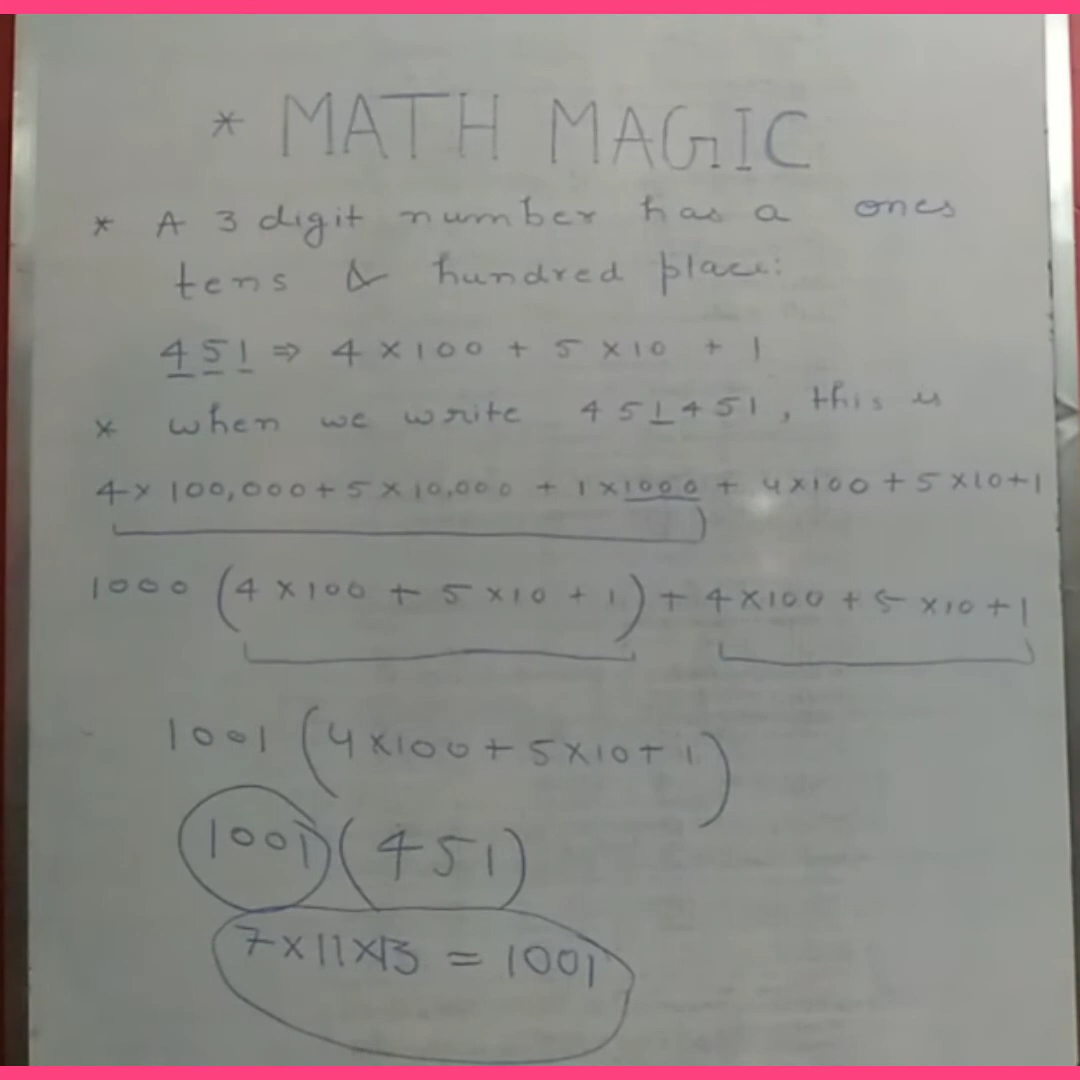 * MATH MAGIC
* A 3 digit number has a ones
tens & hundred place:
451 ⇒ 4 × 100 + 5 × 10 + 1
* when we write 451451, this is
4 × 100,000 + 5 × 10,000 + 1 × 1000 + 4 × 100 + 5 × 10 + 1
1000 (4 × 100 + 5 × 10 + 1) + 4 × 100 + 5 × 10 + 1
1001 (4 × 100 + 5 × 10 + 1)
1001 (451)
7 × 11 × 13 = 1001